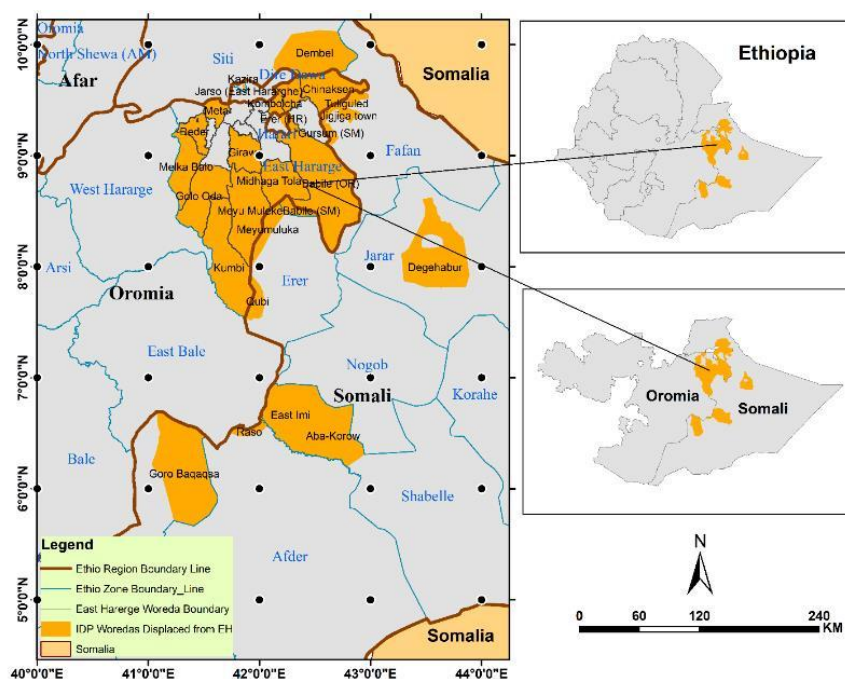 Oromia
North Shewa (AM)
Afar
Siti
Dembel
Somalia
Kazira
Dire Dawa
Jarso (East Hararghe)
Chinaksen
Kombolcha
Metar
Tuliguled
Erer (HR)
Jigjiga town
Harari
Gursum (SM)
Girawa
Fafan
East Hararge
Melka Balo
West Hararge
Midhaga Tola
Babile (OR)
Golo Oda
Meyu Muleke
Babile (SM)
Meyumuluka
Jarar
Arsi
Kumbi
Degehabur
Erer
Oromia
Qubi
East Bale
Nogob
Somali
Korahe
East Imi
Raso
Aba-Korow
Bale
Goro Baqaqsa
Shabelle
Afder
Somalia
Legend
Ethio Region Boundary Line
Ethio Zone Boundary_Line
East Harerge Woreda Boundary
IDP Woredas Displaced from EH
Somalia
10°0'0"N
9°0'0"N
8°0'0"N
7°0'0"N
6°0'0"N
5°0'0"N
40°0'0"E 41°0'0"E 42°0'0"E 43°0'0"E 44°0'0"E
Ethiopia
Oromia
Somali
N
0 60 120 240
KM